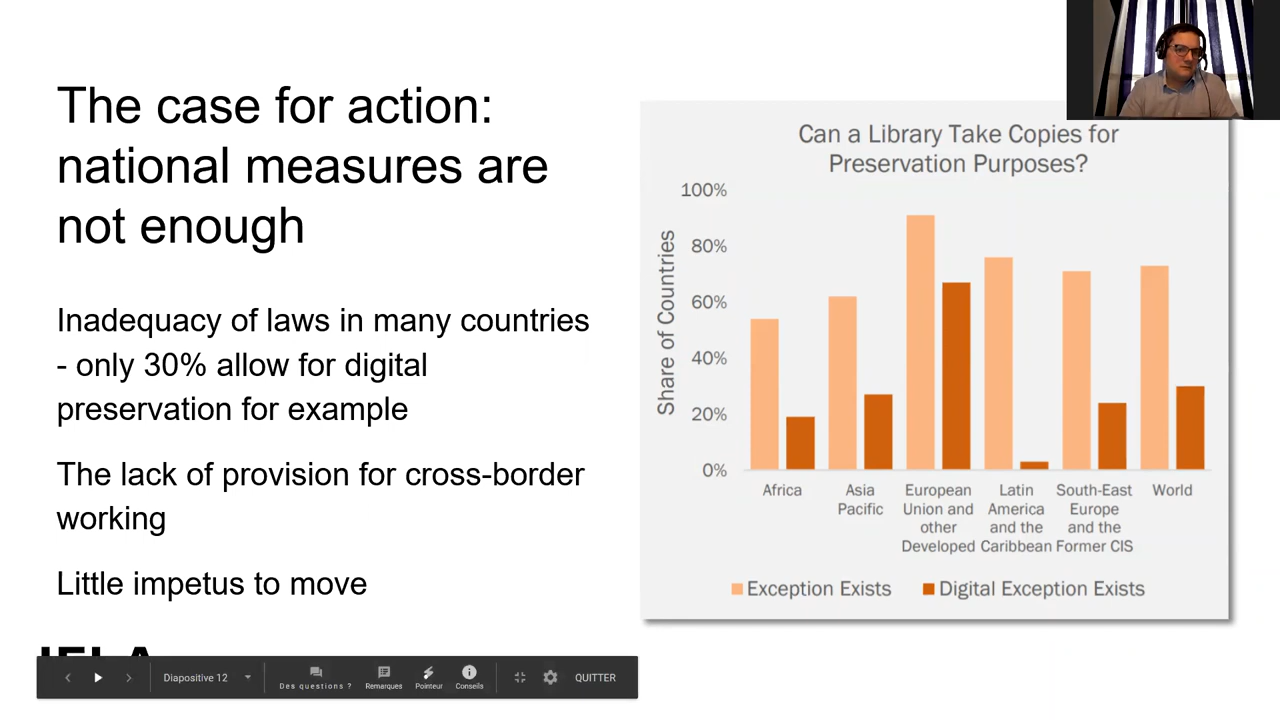 The case for action:
national measures are
not enough
Inadequacy of laws in many countries
- only 30% allow for digital
preservation for example
The lack of provision for cross-border
working
Little impetus to move
Can a Library Take Copies for
Preservation Purposes?
Share of Countries
100%
80%
60%
40%
20%
0%
Africa
Asia
Pacific
European
Union and
other
Developed
Latin
America
and the
Caribbean
South-East
Europe
and the
Former CIS
World
Exception Exists
Digital Exception Exists
Diapositive 12
Des questions ?
Remarques
Pointeur
Conseils
QUITTER